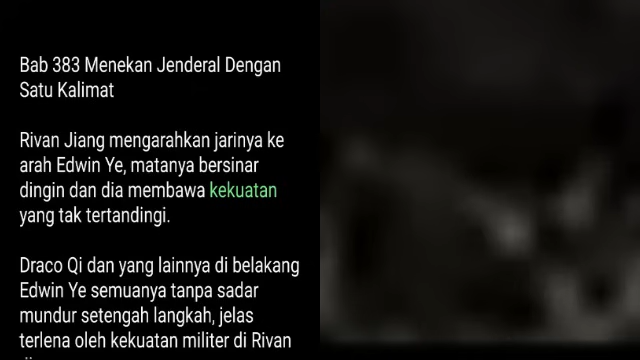 Bab 383 Menekan Jenderal Dengan
Satu Kalimat
Rivan Jiang mengarahkan jarinya ke
arah Edwin Ye, matanya bersinar
dingin dan dia membawa kekuatan
yang tak tertandingi.
Draco Qi dan yang lainnya di belakang
Edwin Ye semuanya tanpa sadar
mundur setengah langkah, jelas
terlena oleh kekuatan militer di Rivan